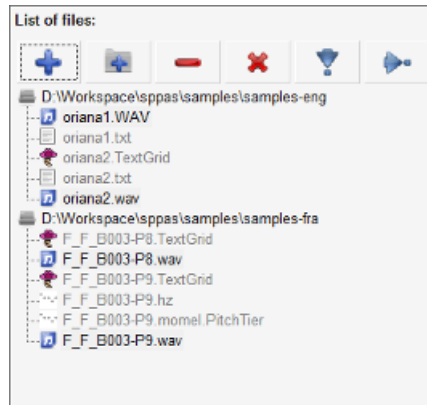 List of files:
D:\Workspace\sppas\samples\samples-eng
oriana1.WAV
oriana1.txt
oriana2.TextGrid
oriana2.txt
oriana2.wav
D:\Workspace\sppas\samples\samples-fra
F_F_B003-P8.TextGrid
F_F_B003-P8.wav
F_F_B003-P9.TextGrid
F_F_B003-P9.hz
F_F_B003-P9.momel.PitchTier
F_F_B003-P9.wav